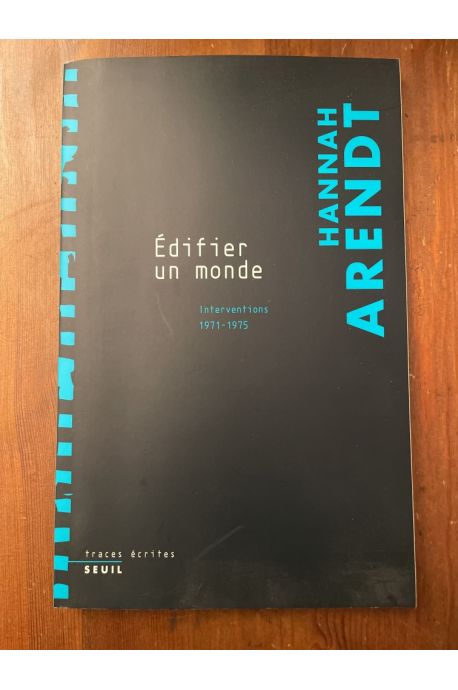 HANNAH
ARENDT
Édifier
un monde
Interventions
1971-1975
traces écrites
SEUIL